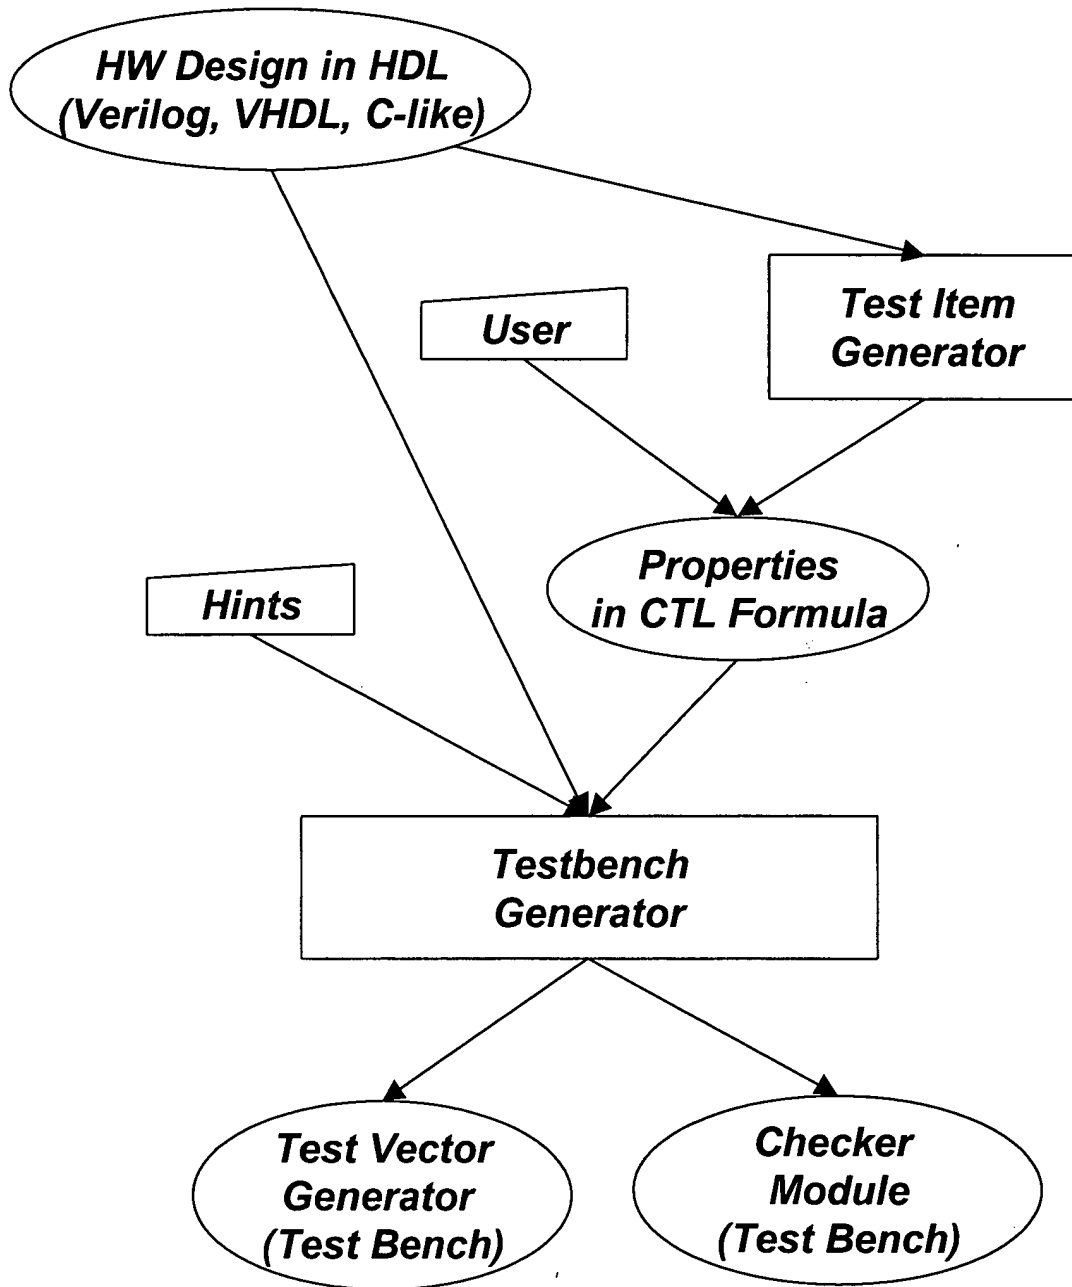 HW Design in HDL
(Verilog, VHDL, C-like)
Test Item
Generator
User
Properties
in CTL Formula
Hints
Testbench
Generator
Test Vector
Generator
(Test Bench)
Checker
Module
(Test Bench)